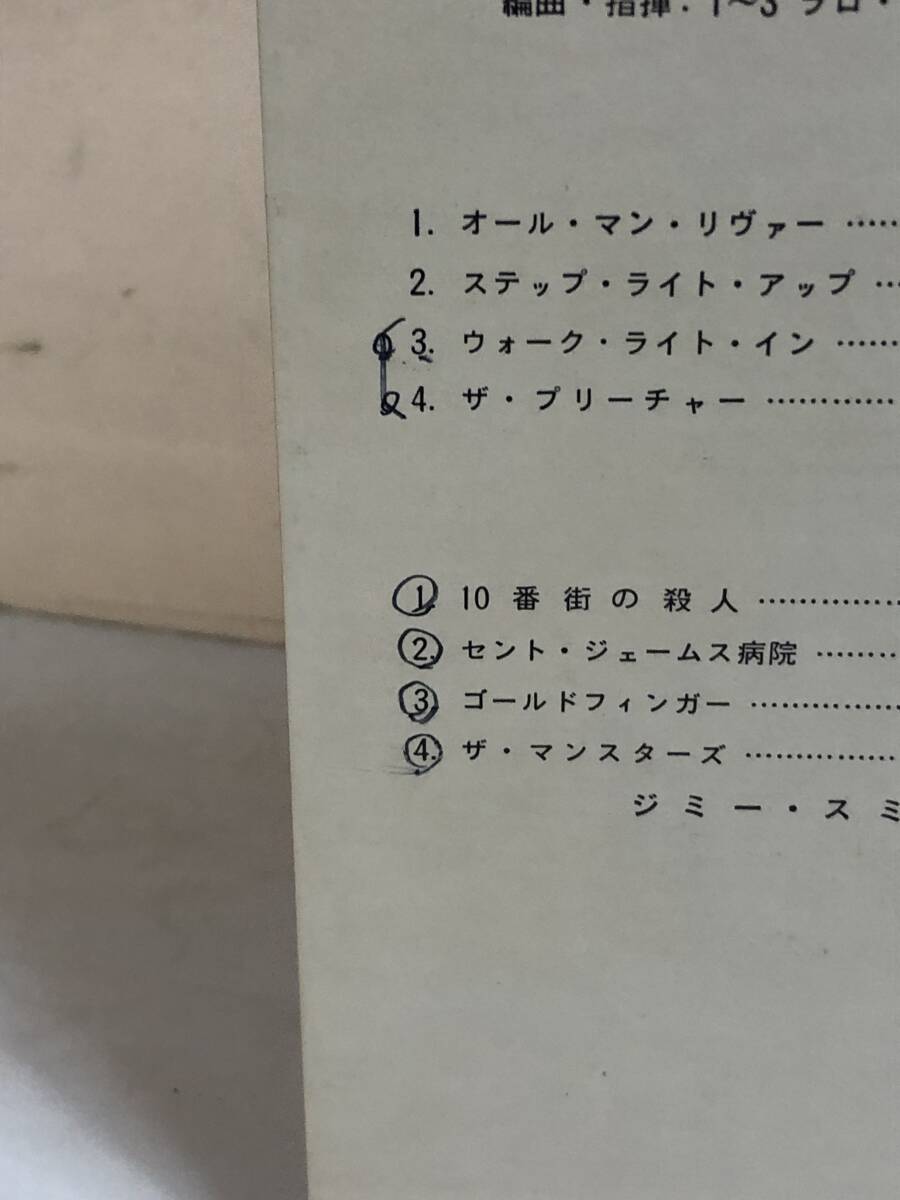 編曲・指揮：1〜3 ラロ・
1. オール・マン・リヴァー ……
2. ステップ・ライト・アップ …
3. ウォーク・ライト・イン ……
4. ザ・プリーチャー …………
1. 10番街の殺人 ……………
2. セント・ジェームス病院 ………
3. ゴールドフィンガー ……………
4. ザ・マンスターズ ……………
ジミー・スミ